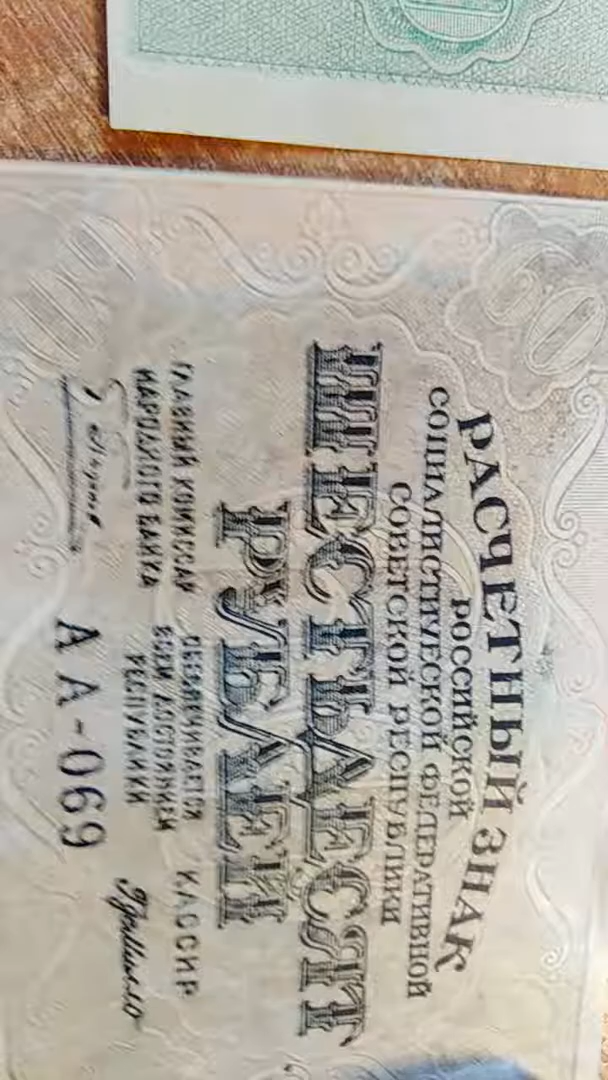 РАСЧЕТНЫЙ ЗНАК
РОССИЙСКОЙ
СОЦИАЛИСТИЧЕСКОЙ ФЕДЕРАТИВНОЙ
СОВЕТСКОЙ РЕСПУБЛИКИ
ШЕСТЬДЕСЯТ
РУБЛЕЙ
ГЛАВНЫЙ КОМИССАР
НАРОДНОГО БАНКА
ОБЕСПЕЧИВАЕТСЯ
ВСЕМ ДОСТОЯНИЕМ
РЕСПУБЛИКИ
КАССИР
АА-069